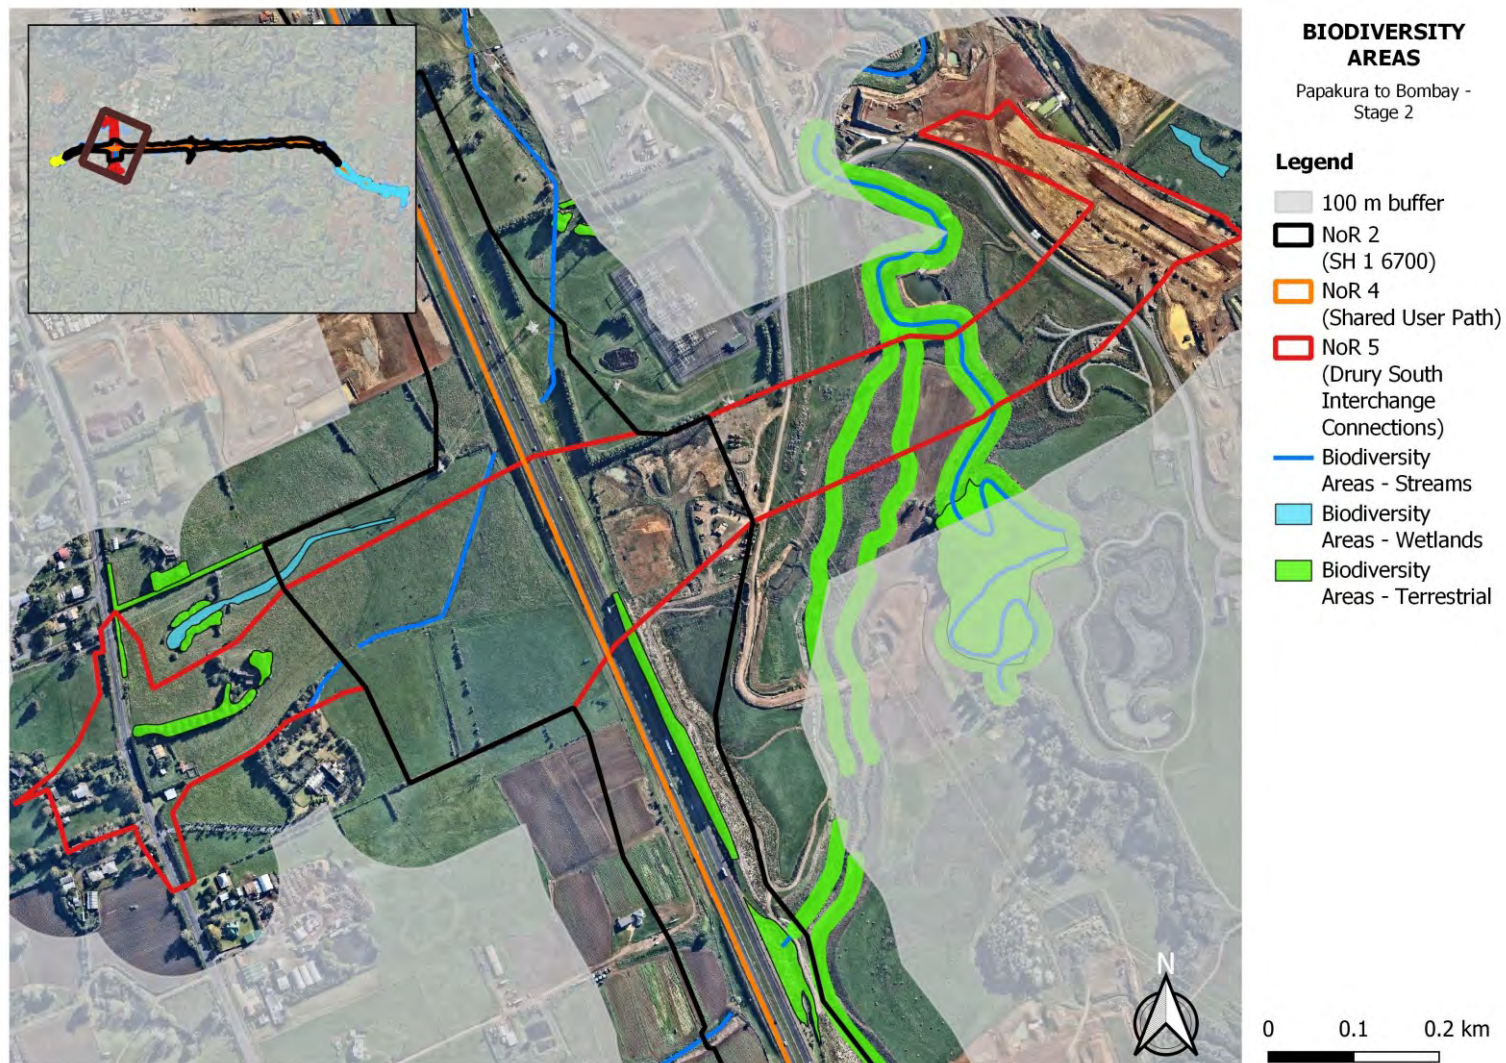 BIODIVERSITY
AREAS
Papakura to Bombay -
Stage 2
Legend
100 m buffer
NoR 2
(SH 1 6700)
NoR 4
(Shared User Path)
NoR 5
(Drury South
Interchange
Connections)
Biodiversity
Areas - Streams
Biodiversity
Areas - Wetlands
Biodiversity
Areas - Terrestrial
N
0 0.1 0.2 km